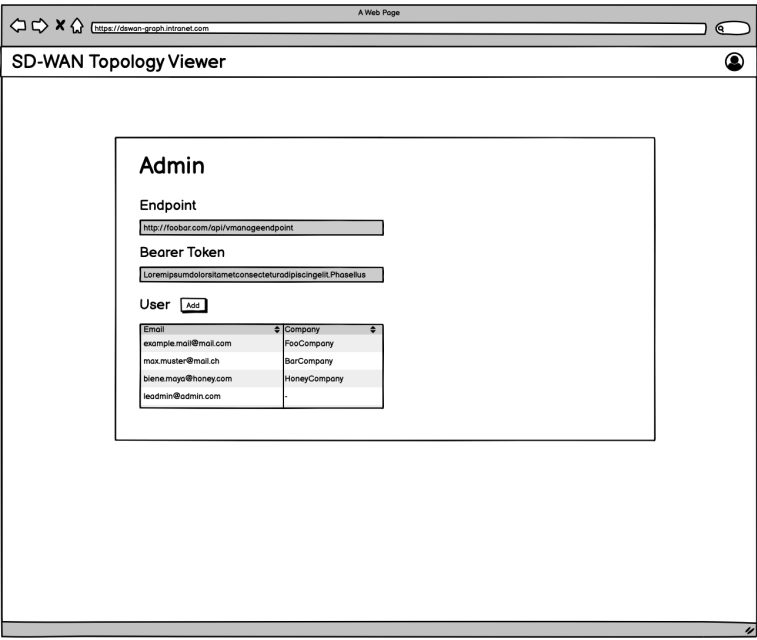 A Web Page
https://dswan-graph.intranet.com
SD-WAN Topology Viewer
Admin
Endpoint
http://foobar.com/api/vmanageendpoint
Bearer Token
Loremipsumdolorsitametconsecteturadipiscingelit.Phasellus
User Add
Email Company
example.mail@mail.com FooCompany
max.muster@mail.ch BarCompany
biene.maya@honey.com HoneyCompany
leadmin@admin.com -